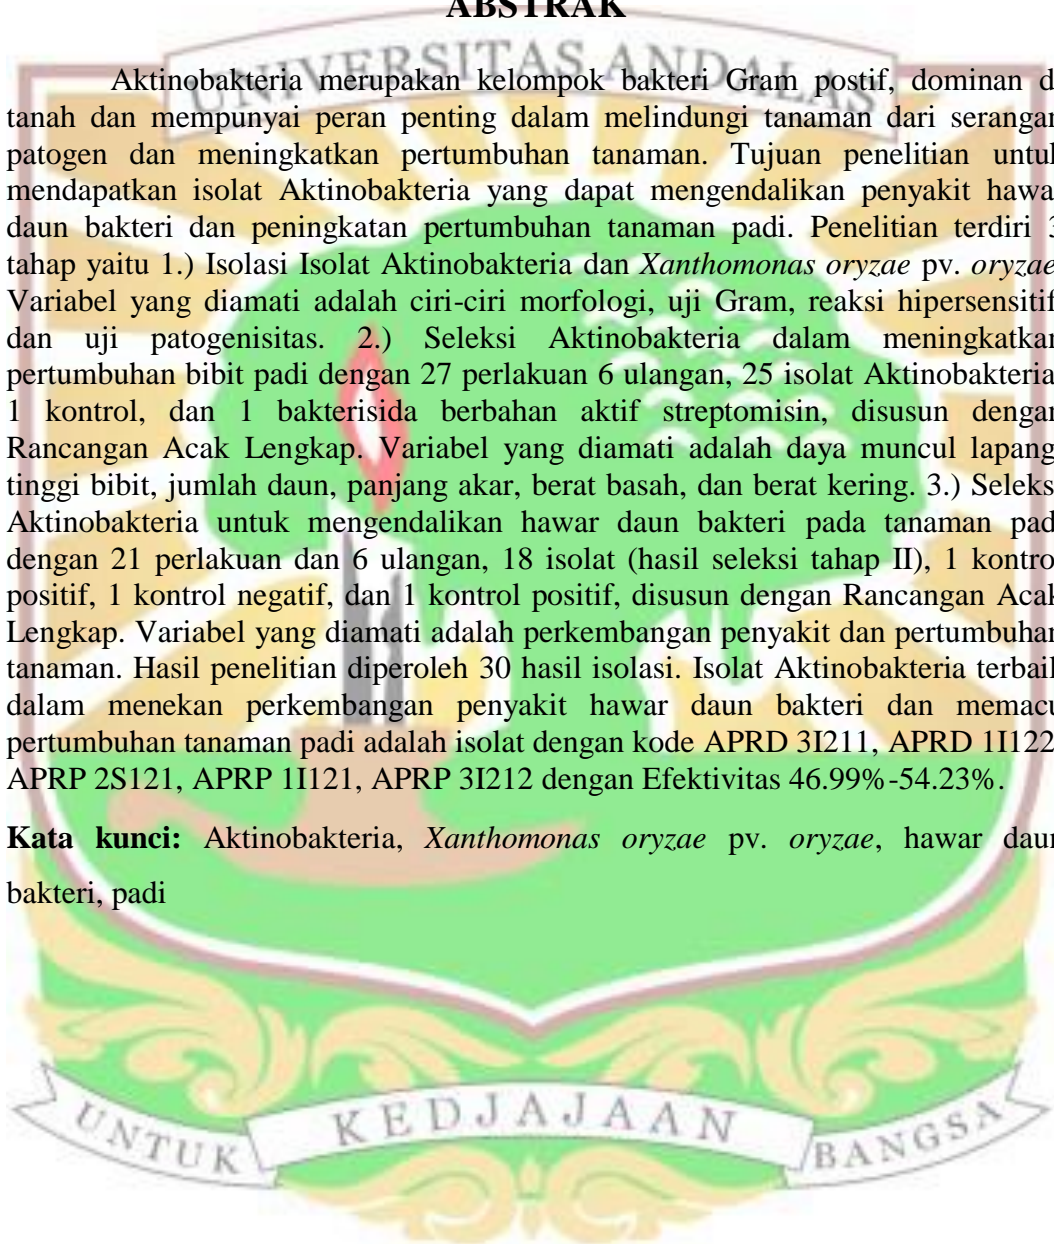 ABSTRAK
UNIVERSITAS ANDALAS
Aktinobakteria merupakan kelompok bakteri Gram postif, dominan d
tanah dan mempunyai peran penting dalam melindungi tanaman dari serangan
patogen dan meningkatkan pertumbuhan tanaman. Tujuan penelitian untuk
mendapatkan isolat Aktinobakteria yang dapat mengendalikan penyakit hawa
daun bakteri dan peningkatan pertumbuhan tanaman padi. Penelitian terdiri 3
tahap yaitu 1.) Isolasi Isolat Aktinobakteria dan Xanthomonas oryzae pv. oryzae
Variabel yang diamati adalah ciri-ciri morfologi, uji Gram, reaksi hipersensitif
dan uji patogenisitas. 2.) Seleksi Aktinobakteria dalam meningkatkan
pertumbuhan bibit padi dengan 27 perlakuan 6 ulangan, 25 isolat Aktinobakteria
1 kontrol, dan 1 bakterisida berbahan aktif streptomisin, disusun dengan
Rancangan Acak Lengkap. Variabel yang diamati adalah daya muncul lapang
tinggi bibit, jumlah daun, panjang akar, berat basah, dan berat kering. 3.) Seleks
Aktinobakteria untuk mengendalikan hawar daun bakteri pada tanaman pad
dengan 21 perlakuan dan 6 ulangan, 18 isolat (hasil seleksi tahap II), 1 kontro
positif, 1 kontrol negatif, dan 1 kontrol positif, disusun dengan Rancangan Acak
Lengkap. Variabel yang diamati adalah perkembangan penyakit dan pertumbuhan
tanaman. Hasil penelitian diperoleh 30 hasil isolasi. Isolat Aktinobakteria terbaik
dalam menekan perkembangan penyakit hawar daun bakteri dan memacu
pertumbuhan tanaman padi adalah isolat dengan kode APRD 3I211, APRD 1I122
APRP 2S121, APRP 1I121, APRP 3I212 dengan Efektivitas 46.99%-54.23%.
Kata kunci: Aktinobakteria, Xanthomonas oryzae pv. oryzae, hawar daun
bakteri, padi
UNTUK KEDJAJAAN BANGSA